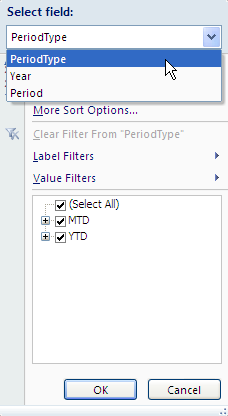 Select field:
PeriodType
PeriodType
Year
Period
More Sort Options...
Clear Filter From "PeriodType"
Label Filters
Value Filters
(Select All)
MTD
YTD
OK
Cancel